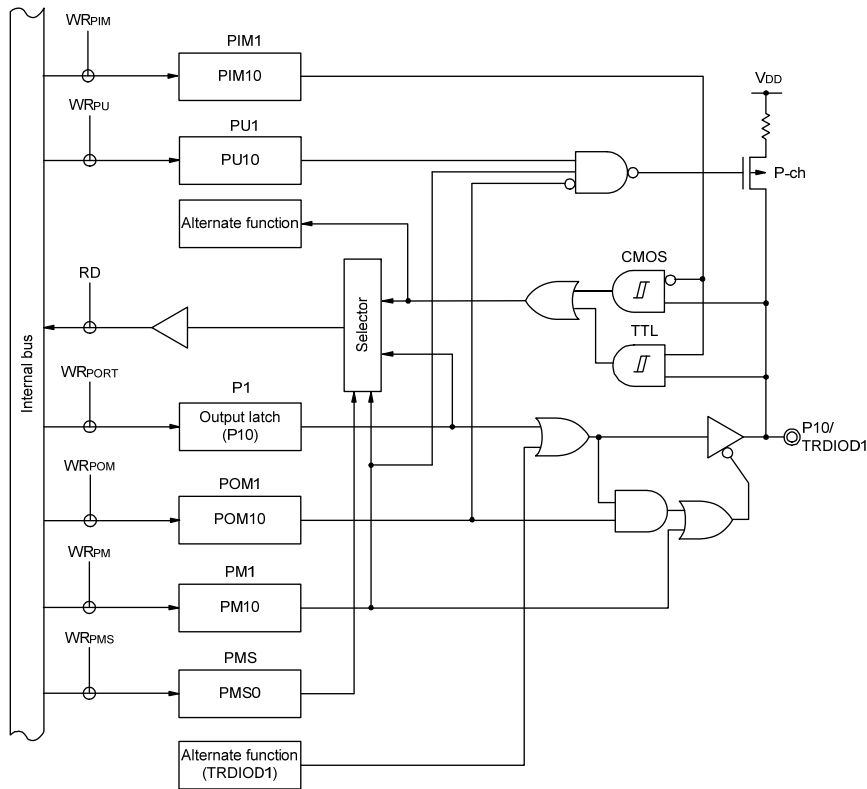 WRPIM
PIM1
PIM10
VDD
WRPU
PU1
PU10
P-ch
Alternate function
CMOS
RD
Selector
TTL
Internal bus
WRPORT
P1
Output latch
(P10)
P10/
TRDIOD1
WRPOM
POM1
POM10
WRPM
PM1
PM10
WRPMS
PMS
PMS0
Alternate function
(TRDIOD1)